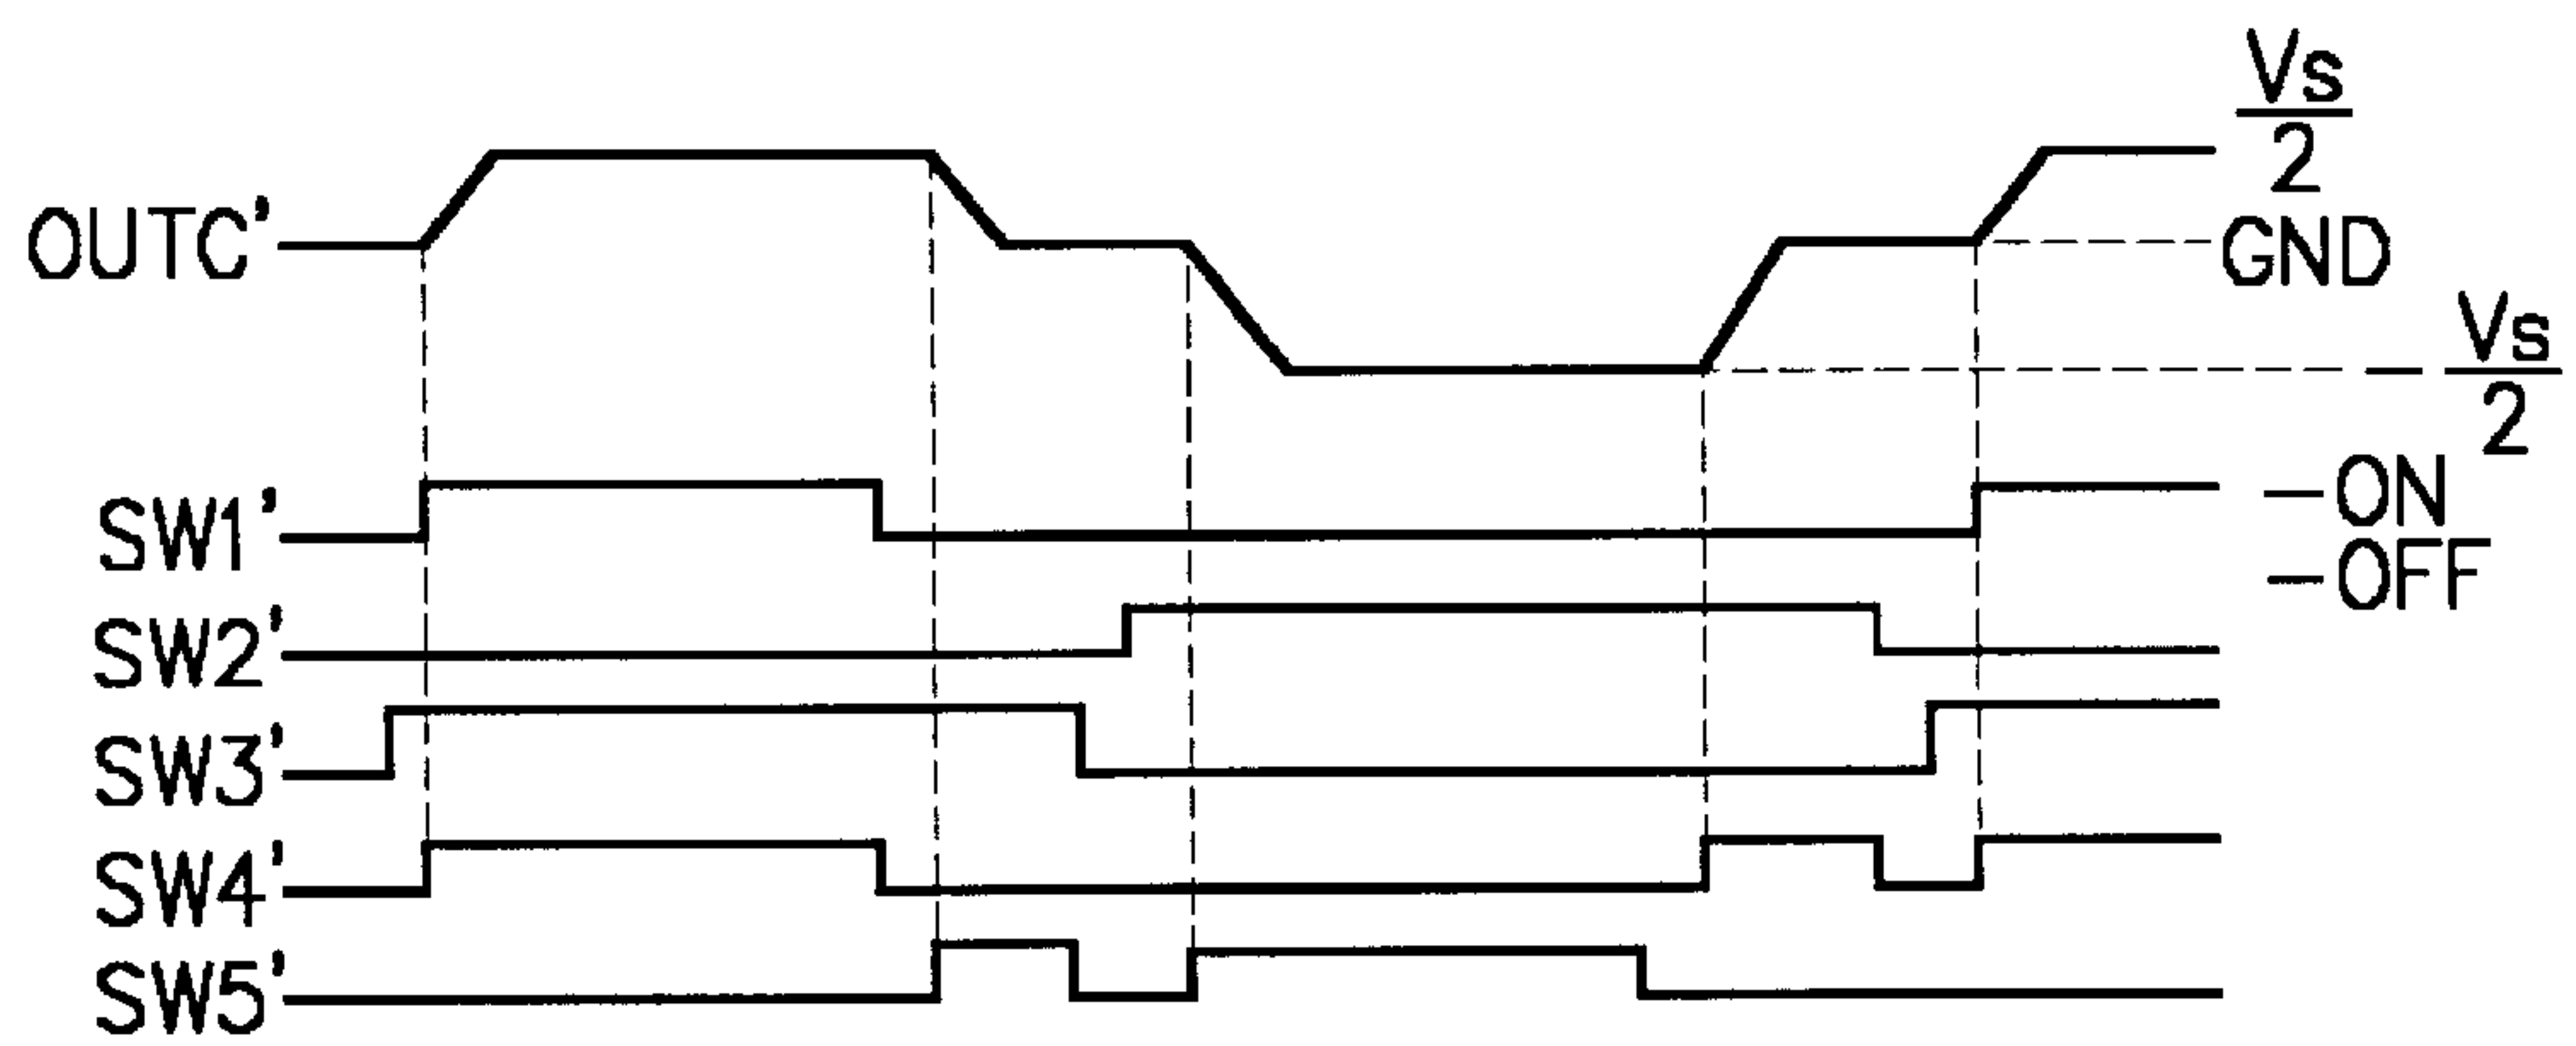 Vs
2
OUTC'
GND
- Vs
2
SW1'
-ON
-OFF
SW2'
SW3'
SW4'
SW5'